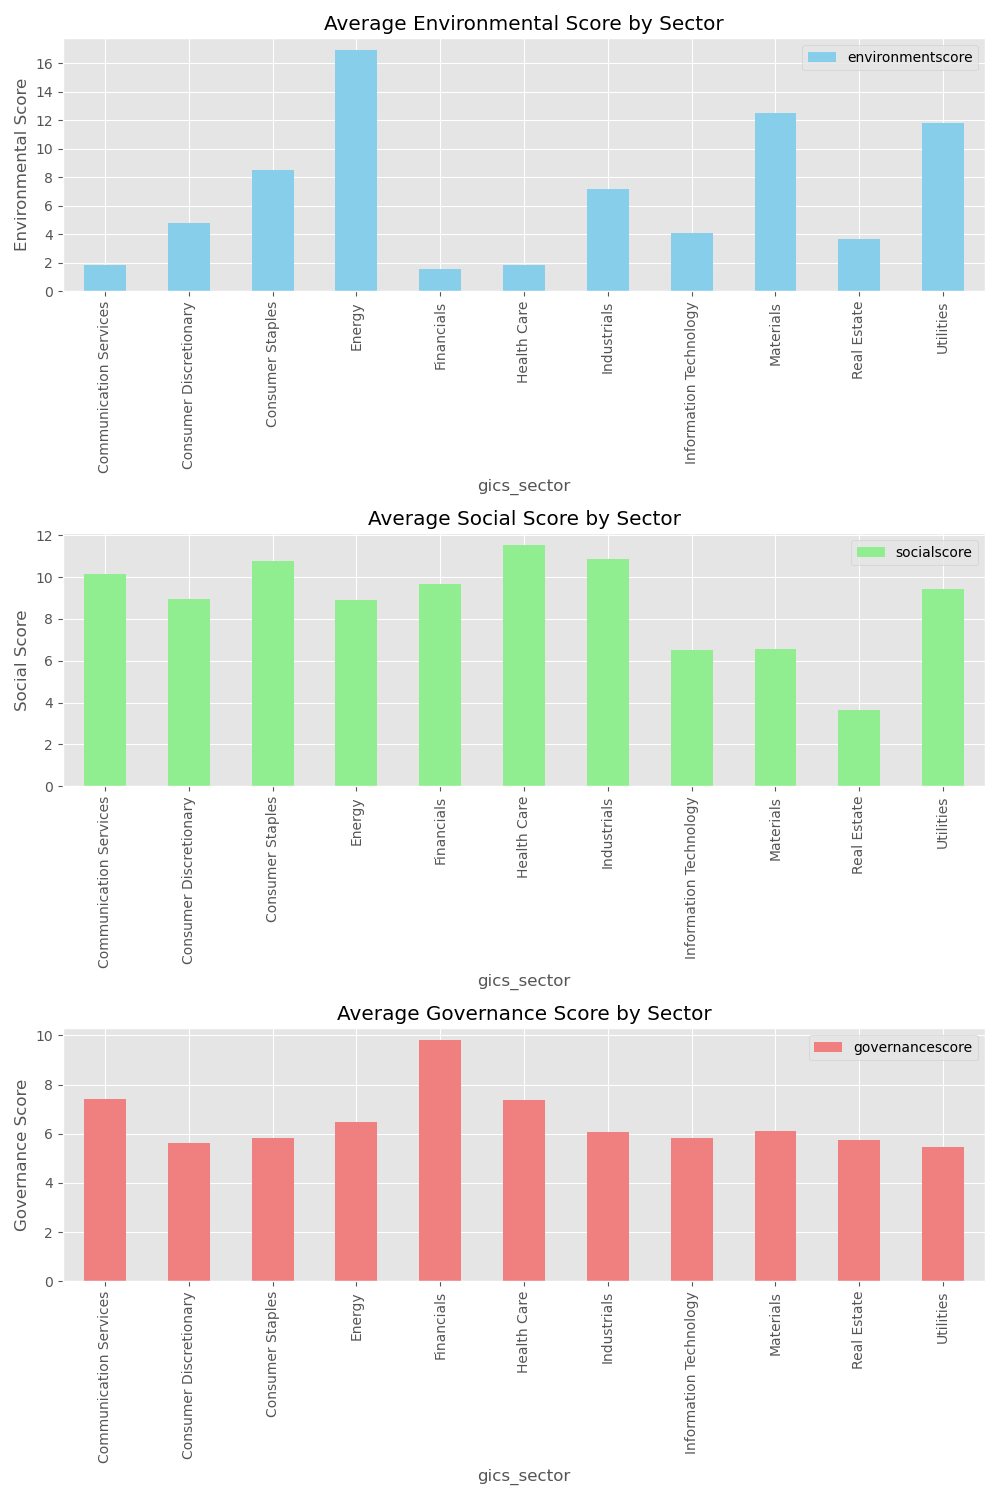 Average Environmental Score by Sector
environmentscore
Environmental Score
16
14
12
10
8
6
4
2
0
Communication Services
Consumer Discretionary
Consumer Staples
Energy
Financials
Health Care
Industrials
Information Technology
Materials
Real Estate
Utilities
gics_sector
Average Social Score by Sector
socialscore
Social Score
12
10
8
6
4
2
0
Communication Services
Consumer Discretionary
Consumer Staples
Energy
Financials
Health Care
Industrials
Information Technology
Materials
Real Estate
Utilities
gics_sector
Average Governance Score by Sector
governancescore
Governance Score
10
8
6
4
2
0
Communication Services
Consumer Discretionary
Consumer Staples
Energy
Financials
Health Care
Industrials
Information Technology
Materials
Real Estate
Utilities
gics_sector